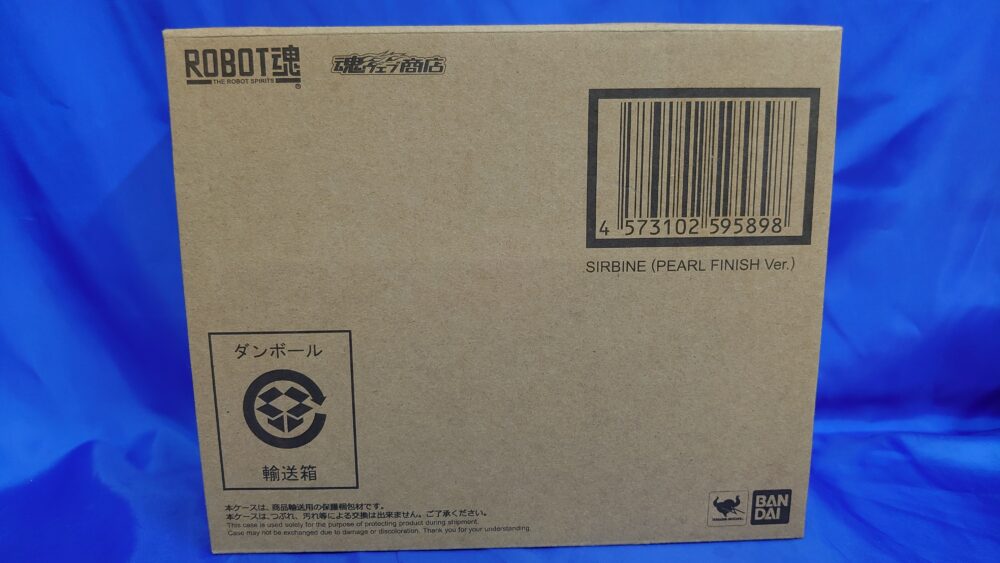 ROBOT魂
THE ROBOT SPIRITS
®
魂ウェブ商店
4 573102 595898
SIRBINE (PEARL FINISH Ver.)
ダンボール
輸送箱
本ケースは、商品輸送用の保護梱包材です。
本ケースは、つぶれ、汚れ等による交換は出来ません。ご了承ください。
This case is used solely for the purpose of protecting product during shipment.
Case may not be exchanged due to damage or discoloration. Thank you for your understanding.
BAN
DAI